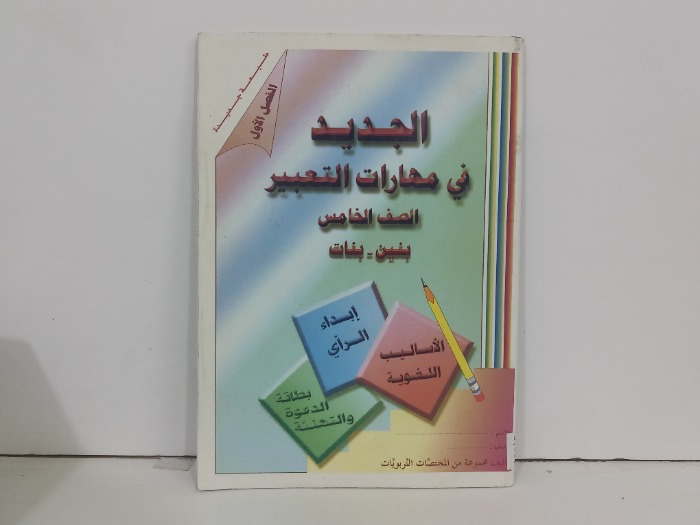 طبعة جديدة
الفصل الأول
الجديد
في مهارات التعبير
الصف الخامس
بنين - بنات
إبداء
الرأي
الأساليب
اللغوية
بطاقة
الدعوة
والتهنئة
مجموعة من المختصات التربويات